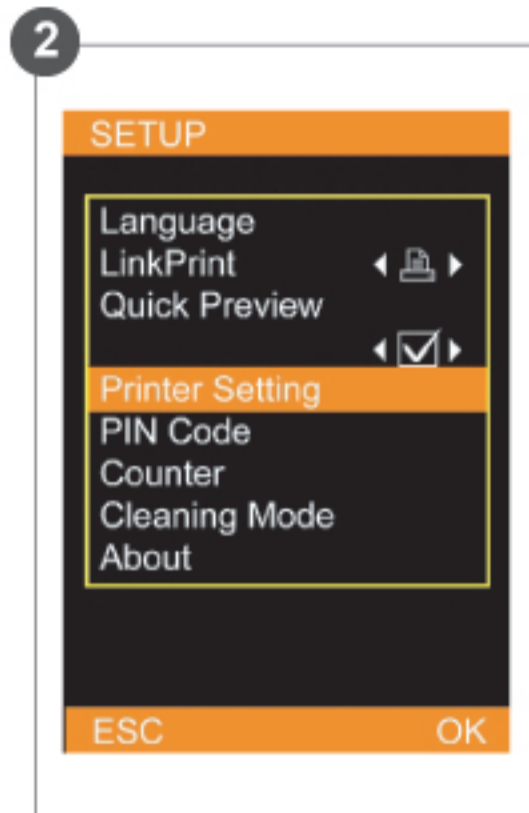 2
SETUP
Language
LinkPrint
Quick Preview
Printer Setting
PIN Code
Counter
Cleaning Mode
About
ESC OK